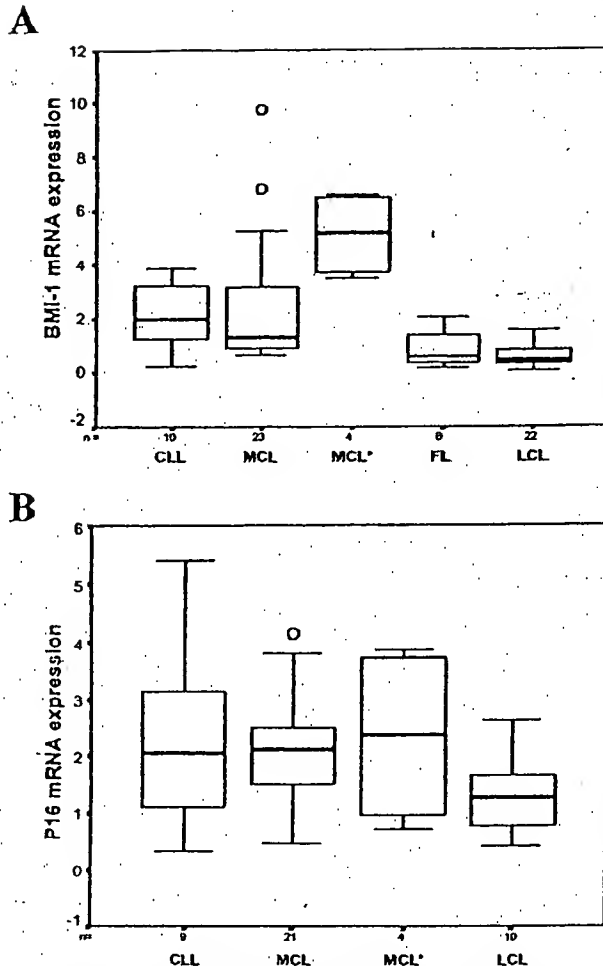 A
BMI-1 mRNA expression
12
10
8
6
4
2
0
-2
n = 10 23 4 22
CLL MCL MCL* FL LCL
B
P16 mRNA expression
6
5
4
3
2
1
0
-1
n= 9 21 4 10
CLL MCL MCL* LCL